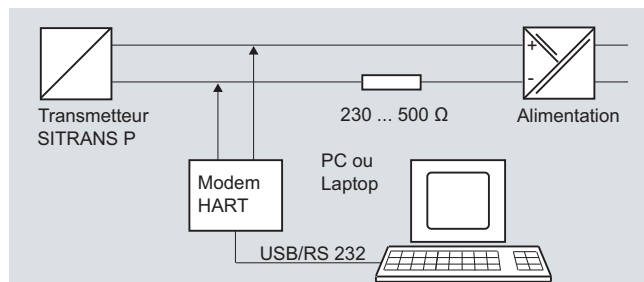 +
-
Transmetteur
SITRANS P
230 ... 500 Ω
Alimentation
PC ou
Laptop
Modem
HART
USB/RS 232